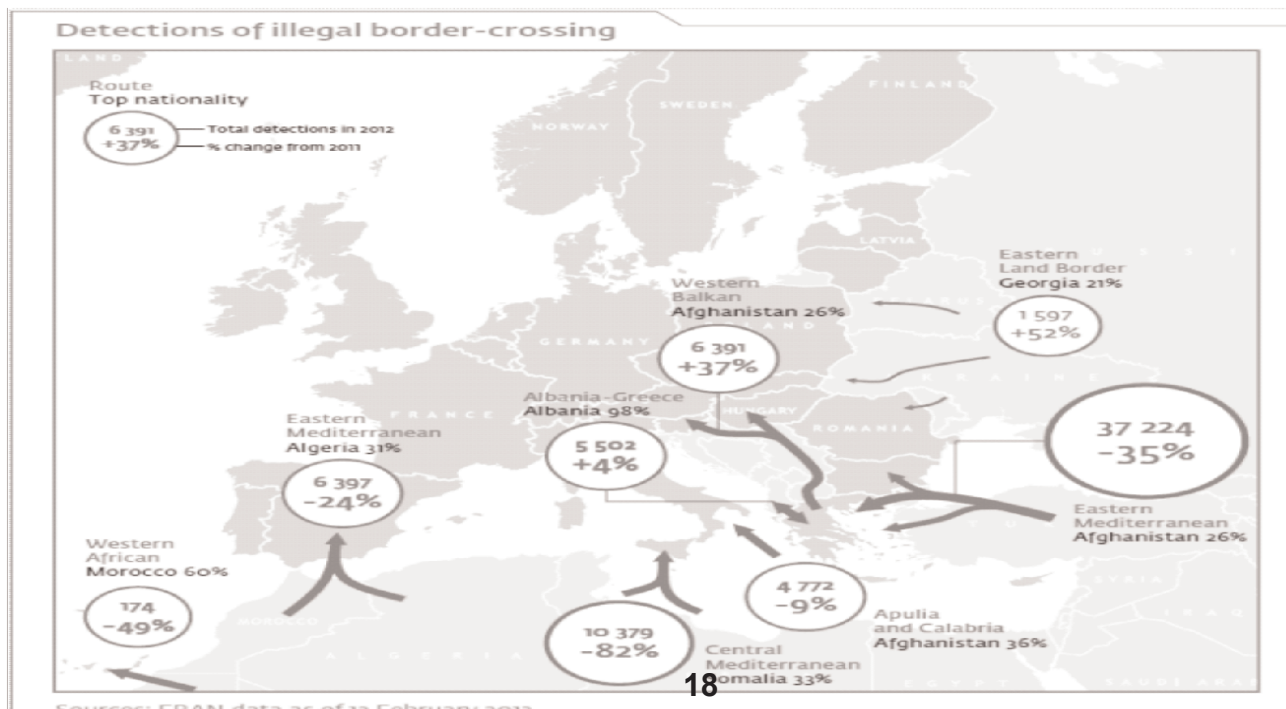 Detections of illegal border-crossing
LAND
Route
Top nationality
6 391
+37%
Total detections in 2012
% change from 2011
NORWAY
SWEDEN
FINLAND
LATVIA
Eastern
Land Border
Georgia 21%
1 597
+52%
Western
Balkan
Afghanistan 26%
6 391
+37%
GERMANY
Albania-Greece
Albania 98%
5 502
+4%
HUNGARY
ROMANIA
FRANCE
Eastern
Mediterranean
Algeria 31%
6 397
-24%
37 224
-35%
Eastern
Mediterranean
Afghanistan 26%
Western
African
Morocco 60%
174
-49%
MOROCCO
ALGERIA
10 379
-82%
Central
Mediterranean
33%
4 772
-9%
Apulia
and Calabria
Afghanistan 36%
SYRIA
IRAQ
EGYPT
SAUDI ARAB
18